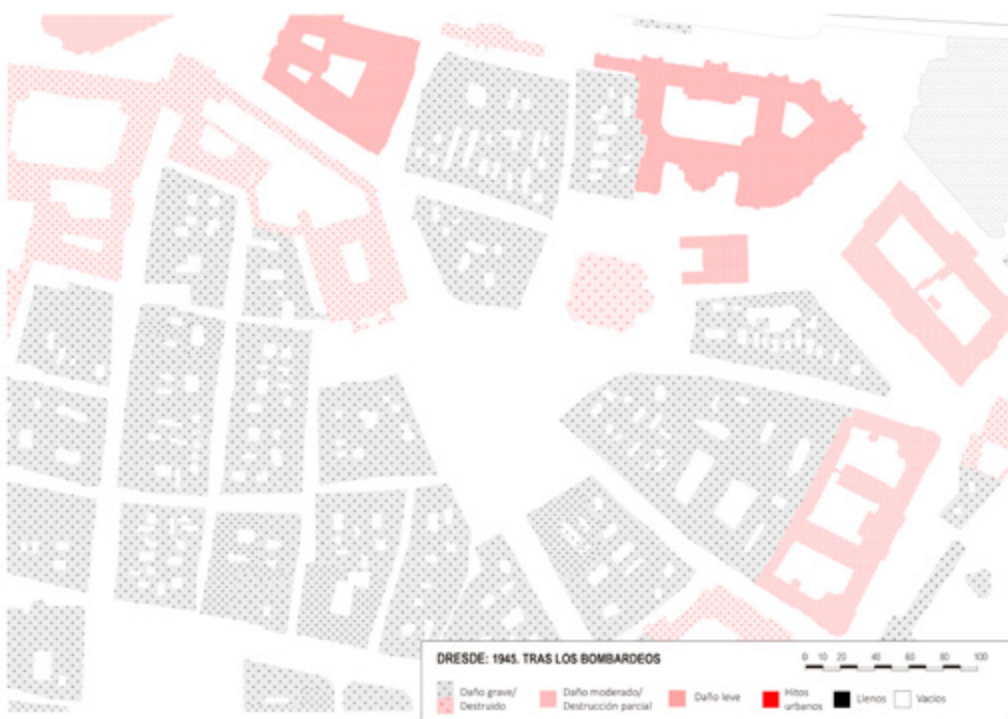 DRESDE: 1945. TRAS LOS BOMBARDEOS
0 10 20 40 60 80 100
Daño grave/
Destruido
Daño moderado/
Destrucción parcial
Daño leve
Hitos
urbanos
Llenos
Vacíos